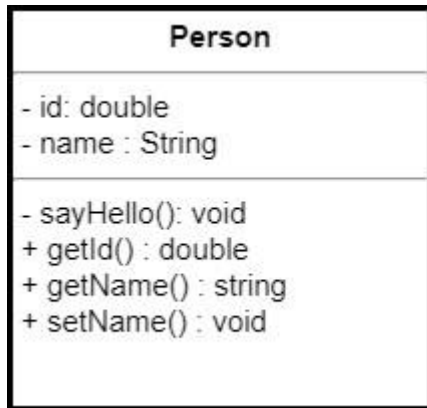 Person
- id: double
- name : String
- sayHello(): void
+ getId() : double
+ getName() : string
+ setName() : void